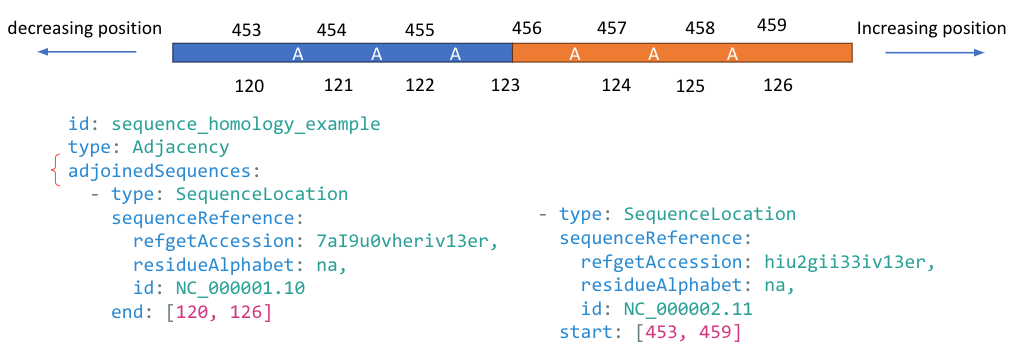 decreasing position 453 454 455 456 457 458 459 Increasing position
A A A A A A
120 121 122 123 124 125 126
id: sequence_homology_example
type: Adjacency
adjoinedSequences:
- type: SequenceLocation
sequenceReference:
refgetAccession: 7aI9u0vheriv13er,
residueAlphabet: na,
id: NC_000001.10
end: [120, 126]
- type: SequenceLocation
sequenceReference:
refgetAccession: hiu2gii33iv13er,
residueAlphabet: na,
id: NC_000002.11
start: [453, 459]